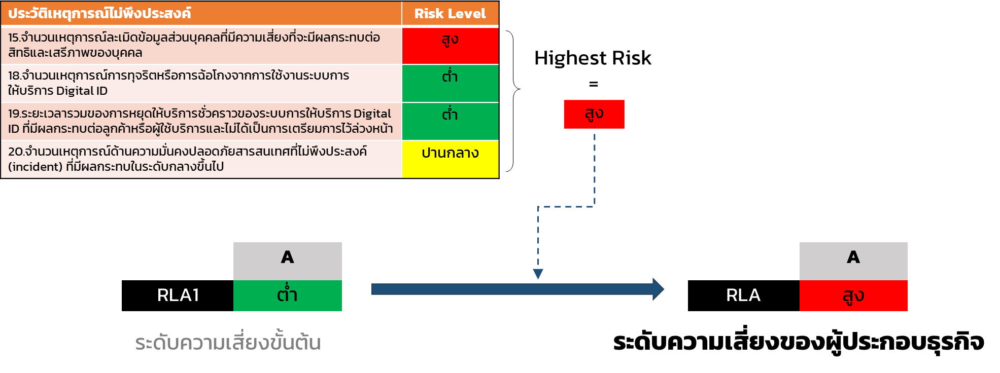 ประวัติเหตุการณ์ไม่พึงประสงค์ Risk Level
15.จำนวนเหตุการณ์ละเมิดข้อมูลส่วนบุคคลที่มีความเสี่ยงที่จะมีผลกระทบต่อ
สิทธิและเสรีภาพของบุคคล
สูง
18.จำนวนเหตุการณ์การทุจริตหรือการฉ้อโกงจากการใช้งานระบบการ
ให้บริการ Digital ID
ต่ำ
19.ระยะเวลารวมของการหยุดให้บริการชั่วคราวของระบบการให้บริการ Digital
ID ที่มีผลกระทบต่อลูกค้าหรือผู้ใช้บริการและไม่ได้เป็นการเตรียมการไว้ล่วงหน้า
ต่ำ
20.จำนวนเหตุการณ์ด้านความมั่นคงปลอดภัยสารสนเทศที่ไม่พึงประสงค์
(incident) ที่มีผลกระทบในระดับกลางขึ้นไป
ปานกลาง
Highest Risk
=
สูง
A
RLA1 ต่ำ
ระดับความเสี่ยงขั้นต้น
A
RLA สูง
ระดับความเสี่ยงของผู้ประกอบธุรกิจ